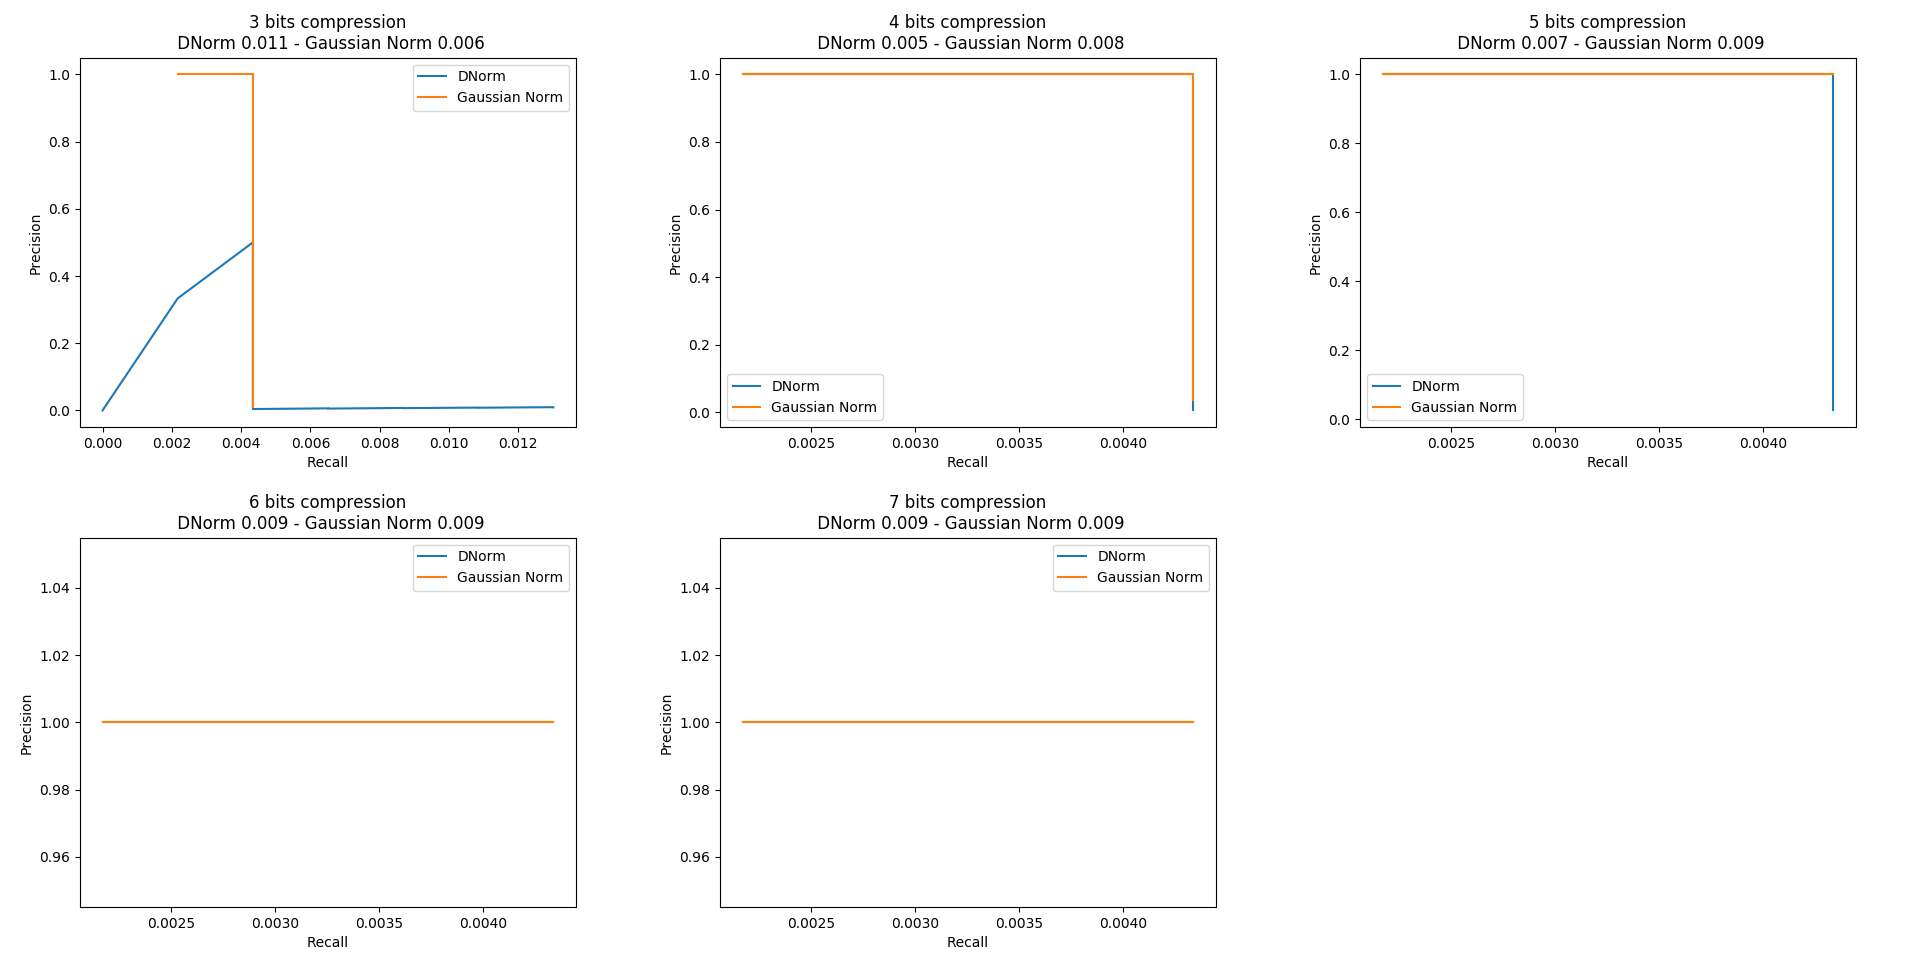 3 bits compression
DNorm 0.011 - Gaussian Norm 0.006
1.0
0.8
0.6
0.4
0.2
0.0
Precision
DNorm
Gaussian Norm
0.000
0.002
0.004
0.006
0.008
0.010
0.012
Recall
4 bits compression
DNorm 0.005 - Gaussian Norm 0.008
1.0
0.8
0.6
0.4
0.2
0.0
Precision
DNorm
Gaussian Norm
0.0025
0.0030
0.0035
0.0040
Recall
5 bits compression
DNorm 0.007 - Gaussian Norm 0.009
1.0
0.8
0.6
0.4
0.2
0.0
Precision
DNorm
Gaussian Norm
0.0025
0.0030
0.0035
0.0040
Recall
6 bits compression
DNorm 0.009 - Gaussian Norm 0.009
1.04
1.02
1.00
0.98
0.96
Precision
DNorm
Gaussian Norm
0.0025
0.0030
0.0035
0.0040
Recall
7 bits compression
DNorm 0.009 - Gaussian Norm 0.009
1.04
1.02
1.00
0.98
0.96
Precision
DNorm
Gaussian Norm
0.0025
0.0030
0.0035
0.0040
Recall